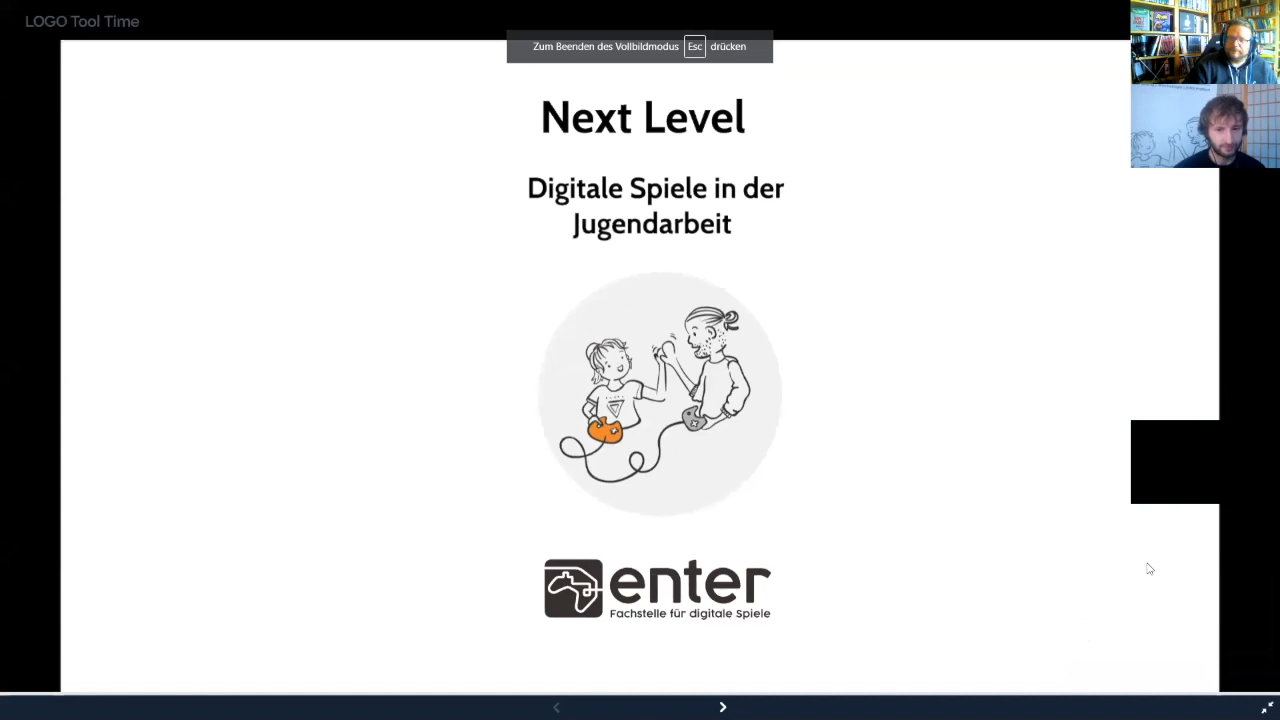 LOGO Tool Time
Zum Beenden des Vollbildmodus Esc drücken
Next Level
Digitale Spiele in der
Jugendarbeit
enter
Fachstelle für digitale Spiele